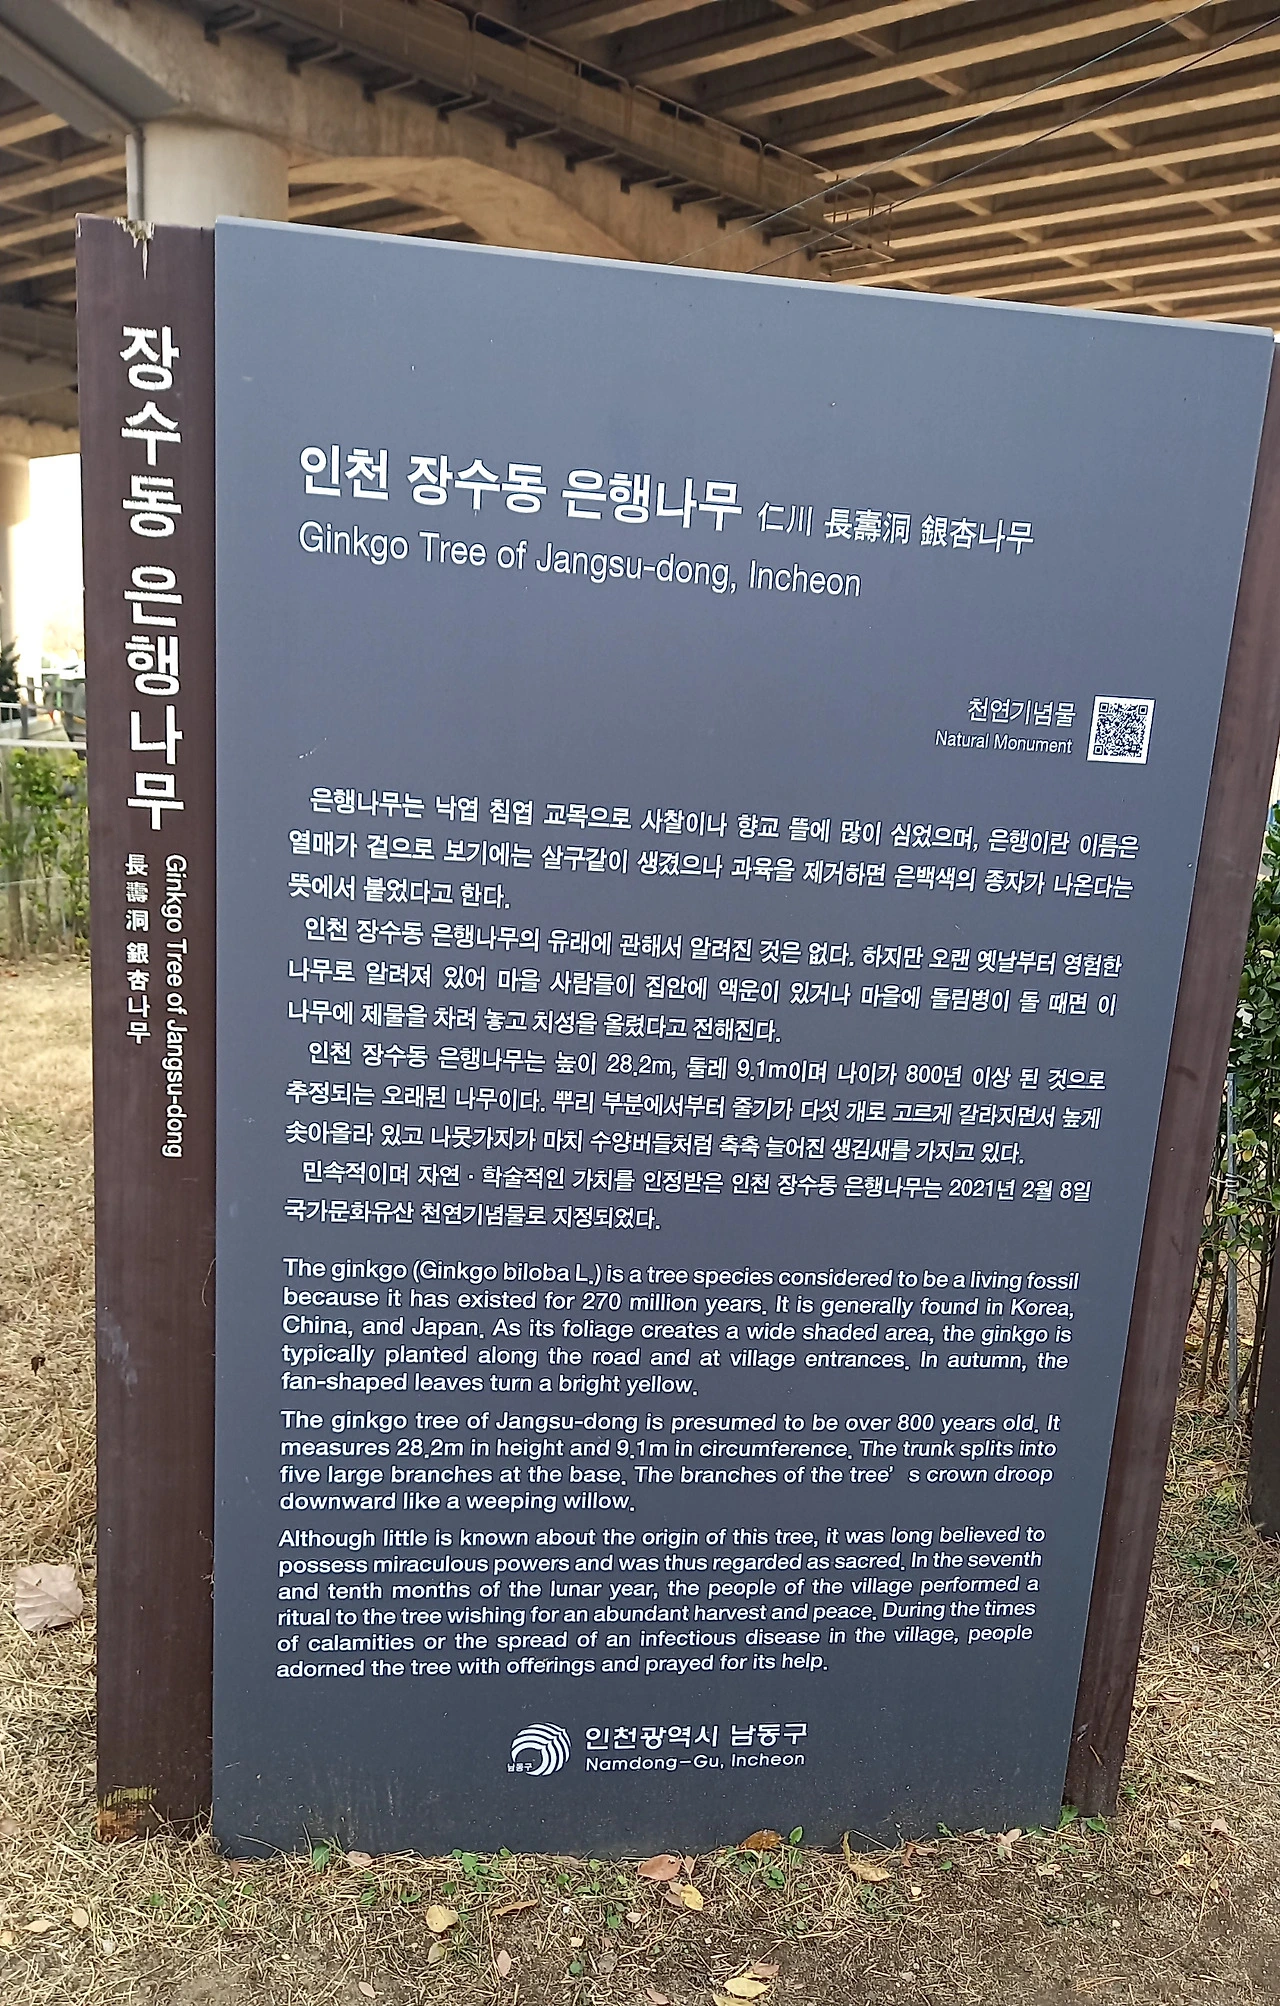 장수동 은행나무
長壽洞 銀杏나무
Ginkgo Tree of Jangsu-dong
인천 장수동 은행나무 仁川 長壽洞 銀杏나무
Ginkgo Tree of Jangsu-dong, Incheon
천연기념물
Natural Monument
은행나무는 낙엽 침엽 교목으로 사찰이나 향교 뜰에 많이 심었으며, 은행이란 이름은
열매가 겉으로 보기에는 살구같이 생겼으나 과육을 제거하면 은백색의 종자가 나온다는
뜻에서 붙었다고 한다.
인천 장수동 은행나무의 유래에 관해서 알려진 것은 없다. 하지만 오랜 옛날부터 영험한
나무로 알려져 있어 마을 사람들이 집안에 액운이 있거나 마을에 돌림병이 돌 때면 이
나무에 제물을 차려 놓고 치성을 올렸다고 전해진다.
인천 장수동 은행나무는 높이 28.2m, 둘레 9.1m이며 나이가 800년 이상 된 것으로
추정되는 오래된 나무이다. 뿌리 부분에서부터 줄기가 다섯 개로 고르게 갈라지면서 높게
솟아올라 있고 나뭇가지가 마치 수양버들처럼 축축 늘어진 생김새를 가지고 있다.
민속적이며 자연 · 학술적인 가치를 인정받은 인천 장수동 은행나무는 2021년 2월 8일
국가문화유산 천연기념물로 지정되었다.
The ginkgo (Ginkgo biloba L.) is a tree species considered to be a living fossil
because it has existed for 270 million years. It is generally found in Korea,
China, and Japan. As its foliage creates a wide shaded area, the ginkgo is
typically planted along the road and at village entrances. In autumn, the
fan-shaped leaves turn a bright yellow.
The ginkgo tree of Jangsu-dong is presumed to be over 800 years old. It
measures 28.2m in height and 9.1m in circumference. The trunk splits into
five large branches at the base. The branches of the tree' s crown droop
downward like a weeping willow.
Although little is known about the origin of this tree, it was long believed to
possess miraculous powers and was thus regarded as sacred. In the seventh
and tenth months of the lunar year, the people of the village performed a
ritual to the tree wishing for an abundant harvest and peace. During the times
of calamities or the spread of an infectious disease in the village, people
adorned the tree with offerings and prayed for its help.
남동구
인천광역시 남동구
Namdong-Gu, Incheon